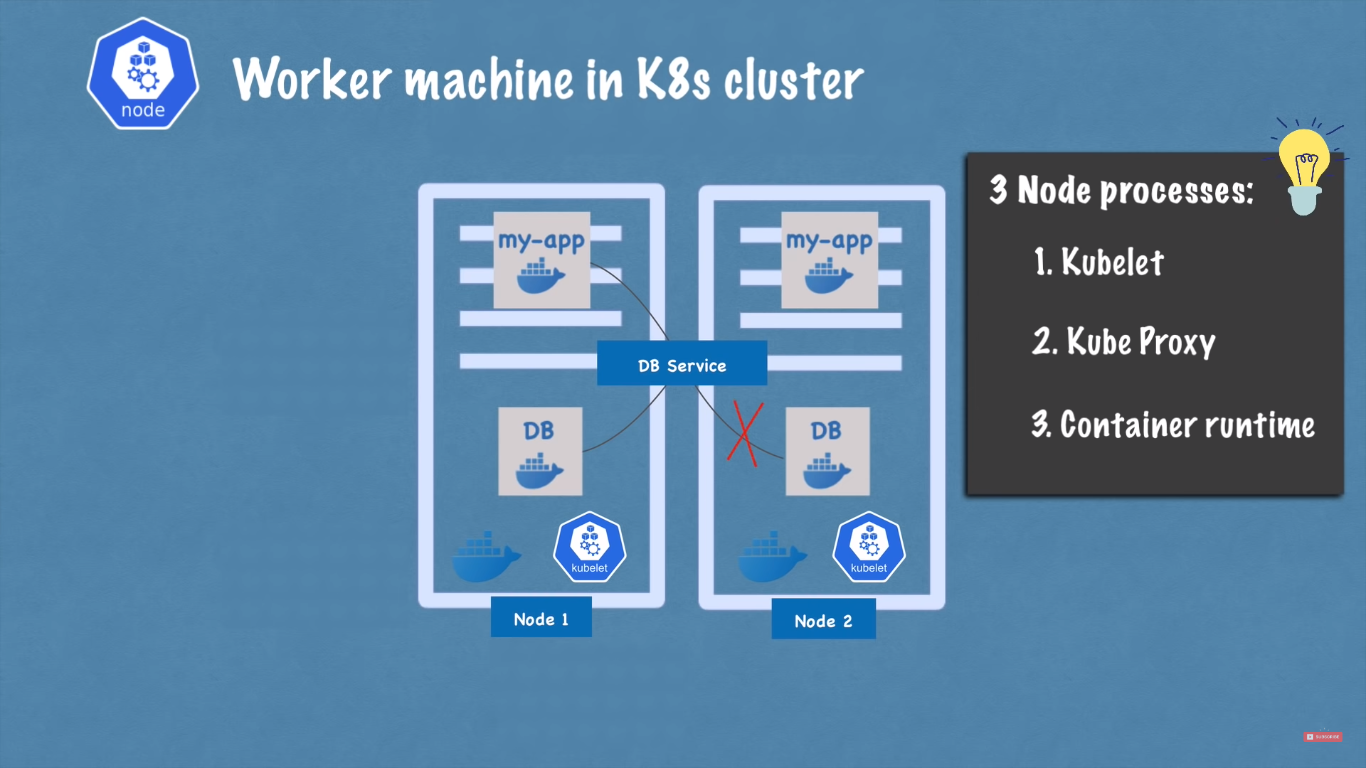 node
Worker machine in K8s cluster
3 Node processes:
1. Kubelet
2. Kube Proxy
3. Container runtime
my-app
my-app
DB Service
DB
DB
kubelet
kubelet
Node 1
Node 2
SUBSCRIBE